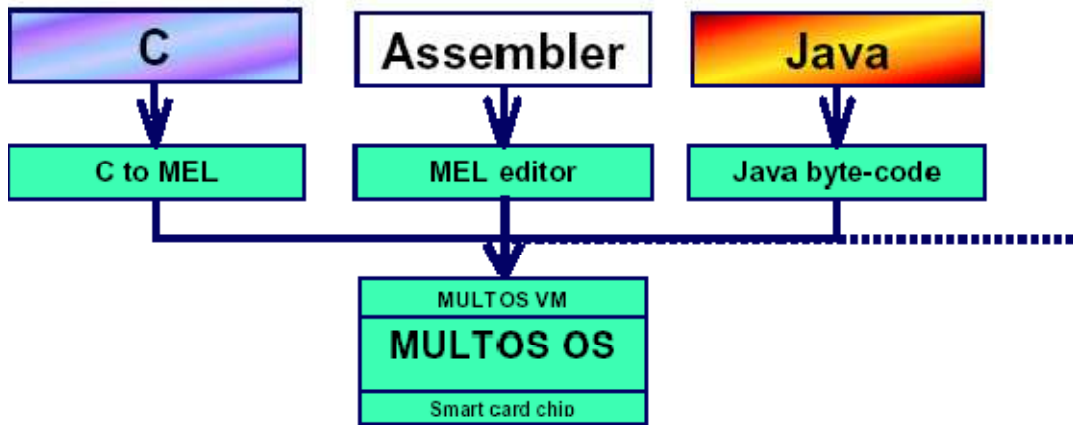 C
Assembler
Java
C to MEL
MEL editor
Java byte-code
MULTOS VM
MULTOS OS
Smart card chip